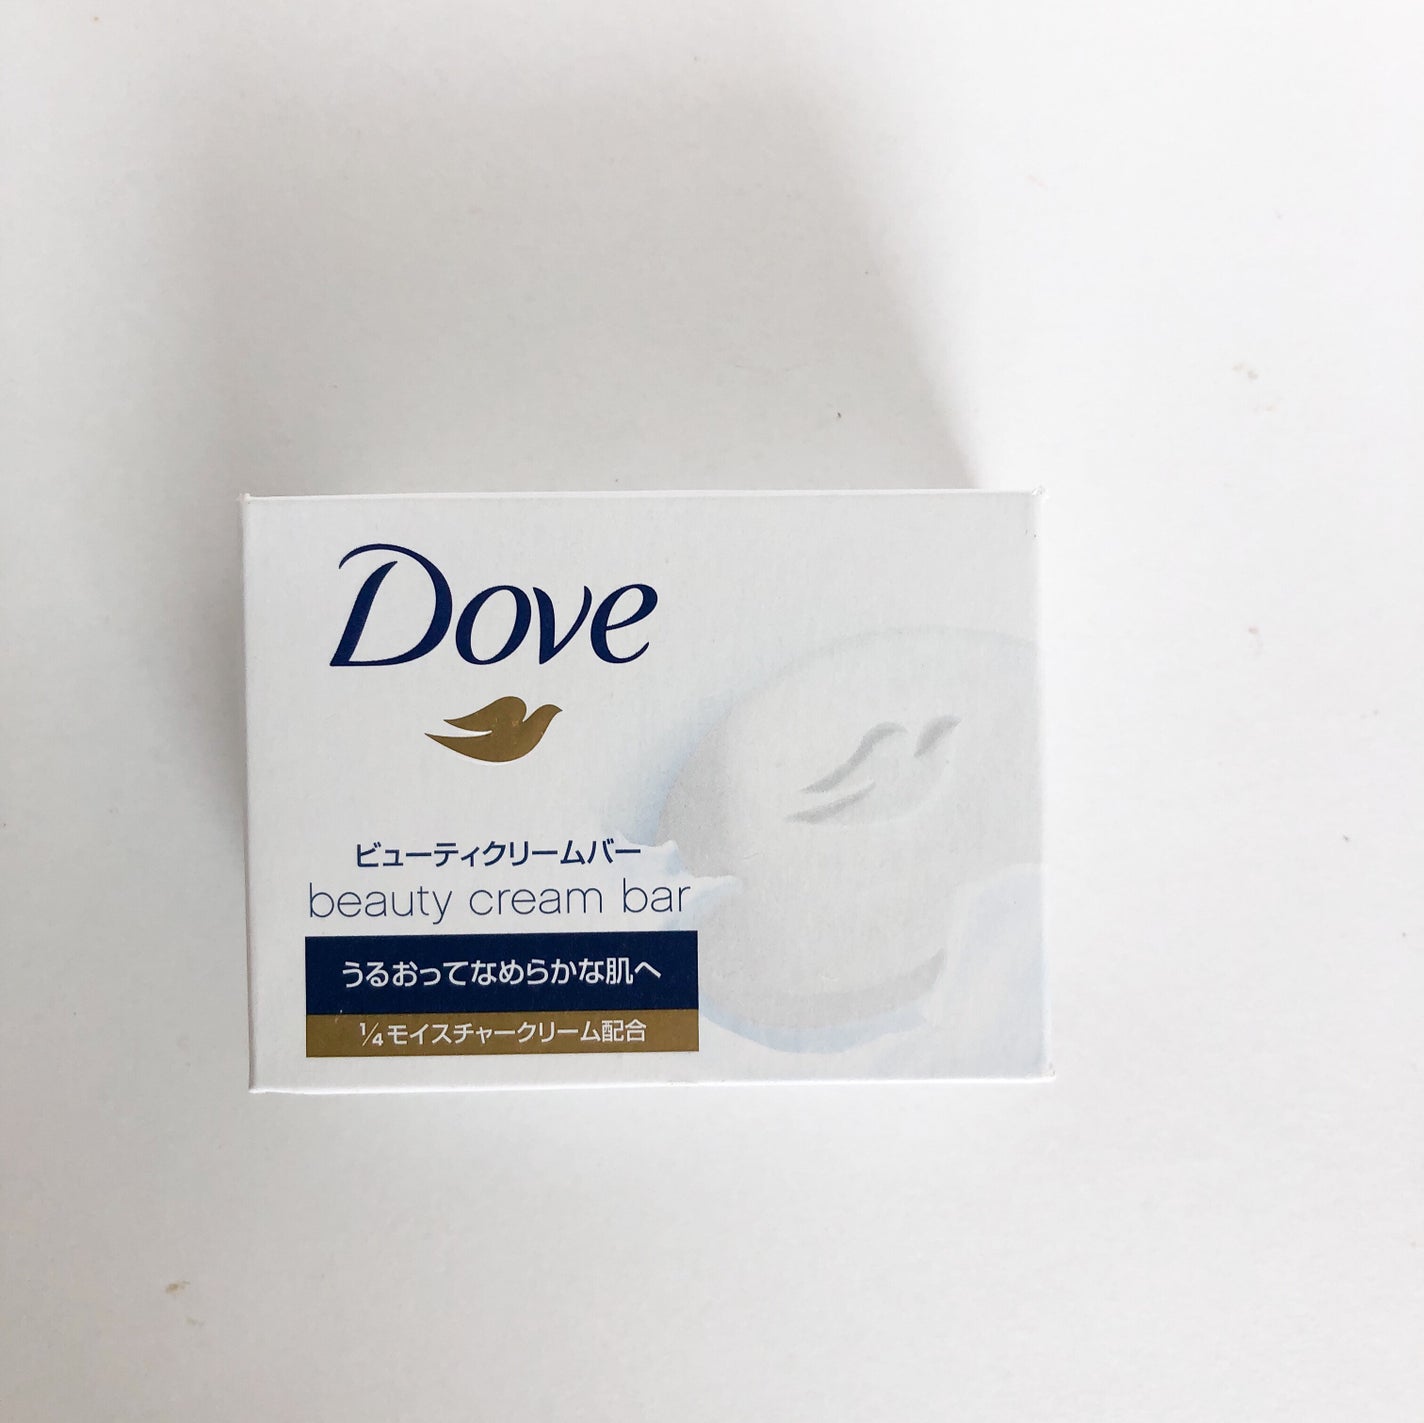 Dove
ビューティクリームバー
beauty cream bar
うるおってなめらかな肌へ
1/4モイスチャークリーム配合